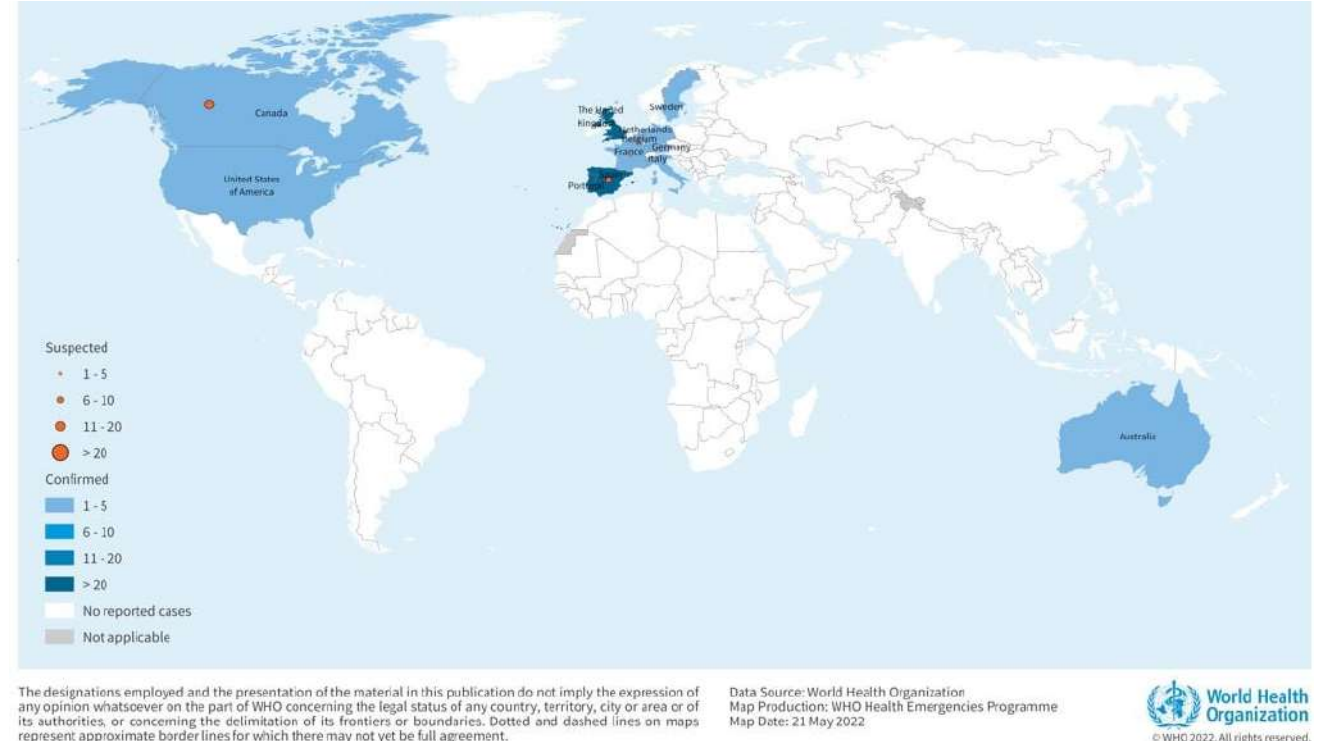 Canada
United States
of America
The United
Kingdom
Sweden
Netherlands
Belgium
France
Germany
Italy
Portugal
Australia
Suspected
1 - 5
6 - 10
11 - 20
> 20
Confirmed
1 - 5
6 - 10
11 - 20
> 20
No reported cases
Not applicable
The designations employed and the presentation of the material in this publication do not imply the expression of
any opinion whatsoever on the part of WHO concerning the legal status of any country, territory, city or area or of
its authorities, or concerning the delimitation of its frontiers or boundaries. Dotted and dashed lines on maps
represent approximate border lines for which there may not yet be full agreement.
Data Source: World Health Organization
Map Production: WHO Health Emergencies Programme
Map Date: 21 May 2022
World Health
Organization
© WHO 2022. All rights reserved.